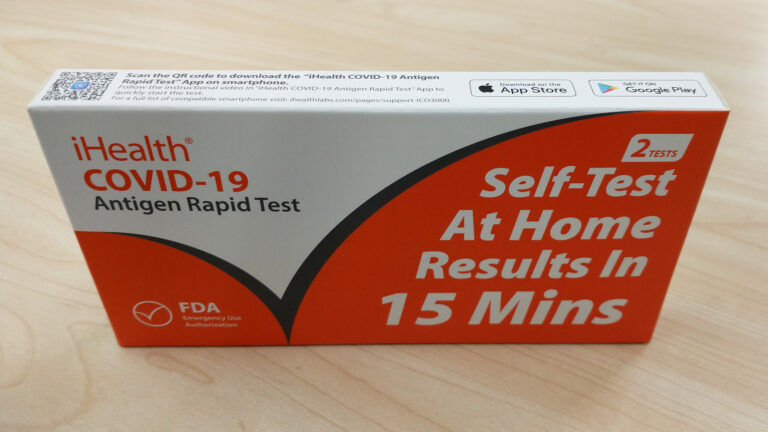 Scan the QR code to download the "iHealth COVID-19 Antigen
Rapid Test" App on smartphone.
Follow the instructional video in "iHealth COVID-19 Antigen Rapid Test" App to
quickly start the test.
For a full list of compatible smartphone visit: ihealthlabs.com/pages/support-ICO3000
Download on the
App Store
GET IT ON
Google Play
iHealth®
COVID-19
Antigen Rapid Test
2 TESTS
Self-Test
At Home
Results In
15 Mins
FDA
Emergency Use
Authorization